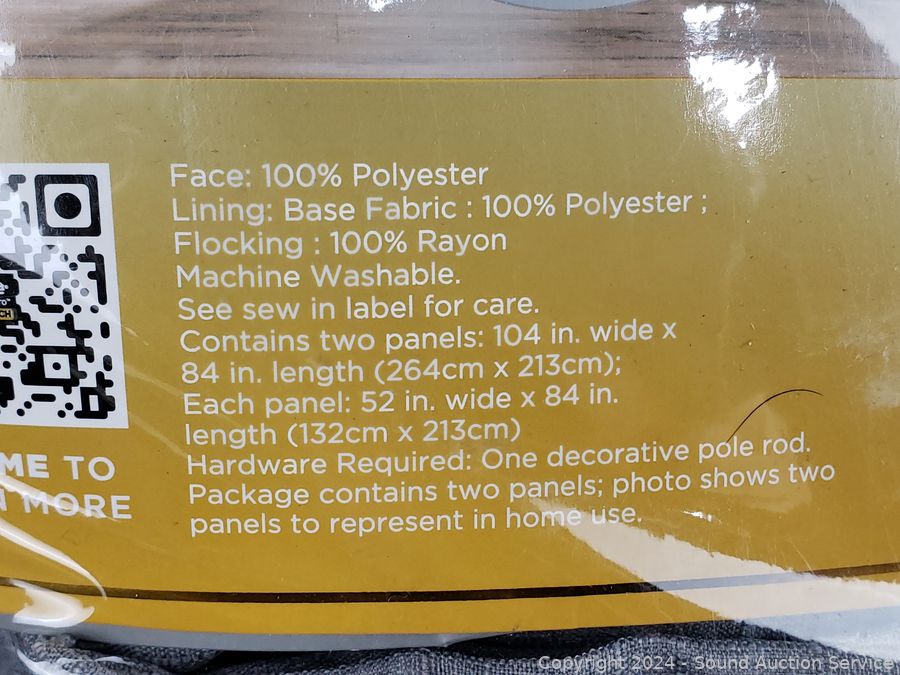 Face: 100% Polyester
Lining: Base Fabric : 100% Polyester ;
Flocking : 100% Rayon
Machine Washable.
See sew in label for care.
Contains two panels: 104 in. wide x
84 in. length (264cm x 213cm);
Each panel: 52 in. wide x 84 in.
length (132cm x 213cm)
Hardware Required: One decorative pole rod.
Package contains two panels; photo shows two
panels to represent in home use.
ME TO
MORE
Copyright 2024 - Sound Auction Service